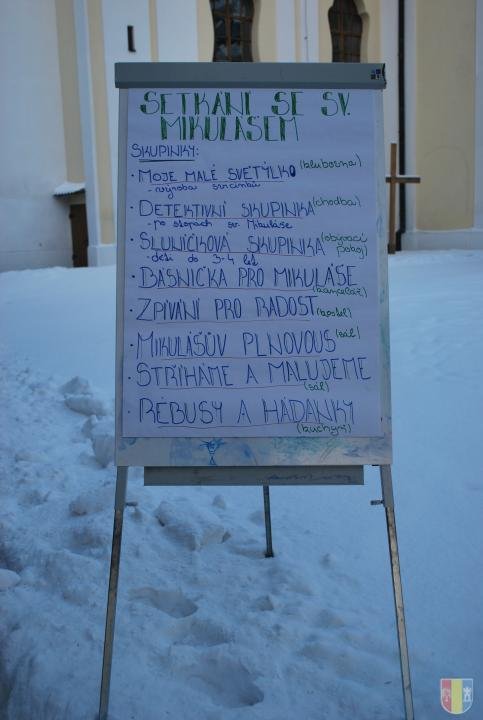 SETKÁNÍ SE SV.
MIKULÁŠEM
SKUPINKY:
• MOJE MALÉ SVĚTÝLKO (klubovna)
- výroba svícínků
• DETEKTIVNÍ SKUPINKA (chodba)
- po stopách sv. Mikuláše
• SLUNÍČKOVÁ SKUPINKA (obývací pokoj)
- děti do 3-4 let
• BÁSNIČKA PRO MIKULÁŠE
(kancelář)
• ZPÍVÁNÍ PRO RADOST (kostel)
• MIKULÁŠŮV PLNOVOUS (sál)
• STŘÍHÁME A MALUJEME
(sál)
• RÉBUSY A HÁDANKY
(kuchyň)